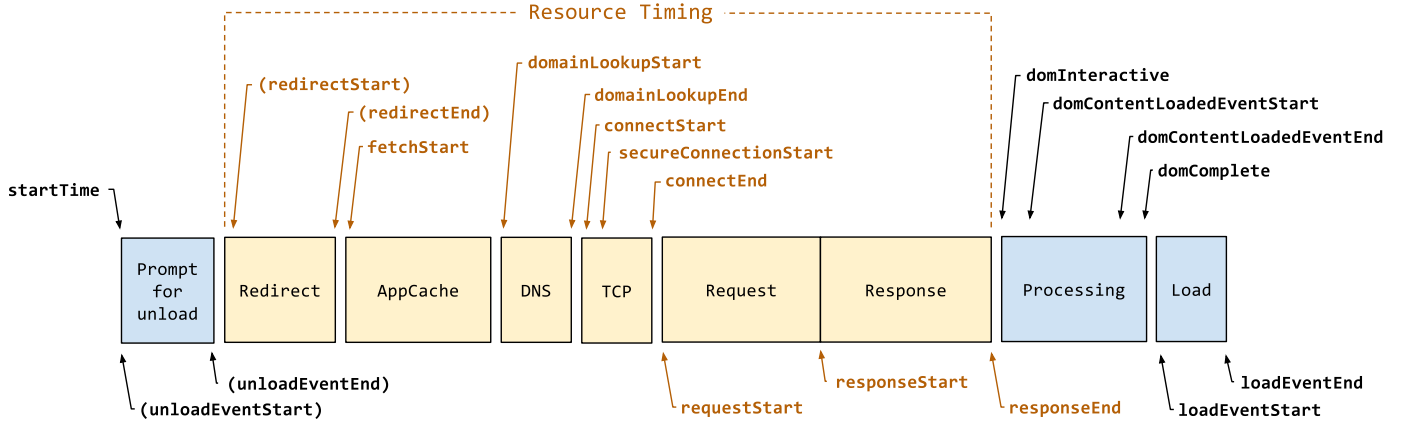 Resource Timing
domainLookupStart
domInteractive
(redirectStart)
domainLookupEnd
domContentLoadedEventStart
(redirectEnd)
connectStart
domContentLoadedEventEnd
fetchStart
secureConnectionStart
domComplete
connectEnd
startTime
Prompt
for
unload
Redirect
AppCache
DNS
TCP
Request
Response
Processing
Load
(unloadEventEnd)
responseStart
loadEventEnd
(unloadEventStart)
requestStart
responseEnd
loadEventStart